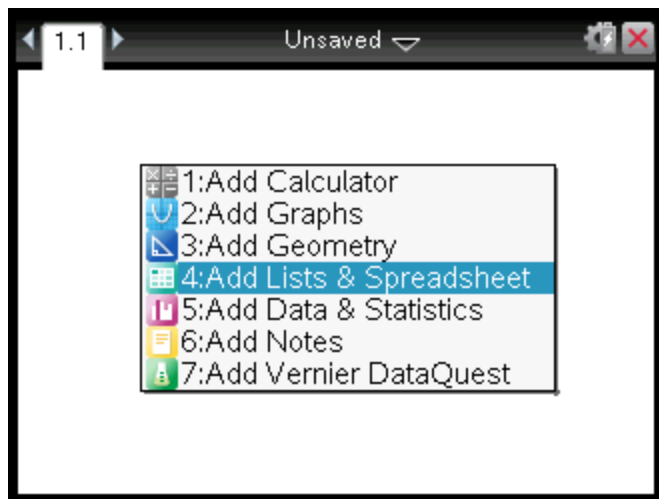 1.1 Unsaved
1:Add Calculator
2:Add Graphs
3:Add Geometry
4:Add Lists & Spreadsheet
5:Add Data & Statistics
6:Add Notes
7:Add Vernier DataQuest